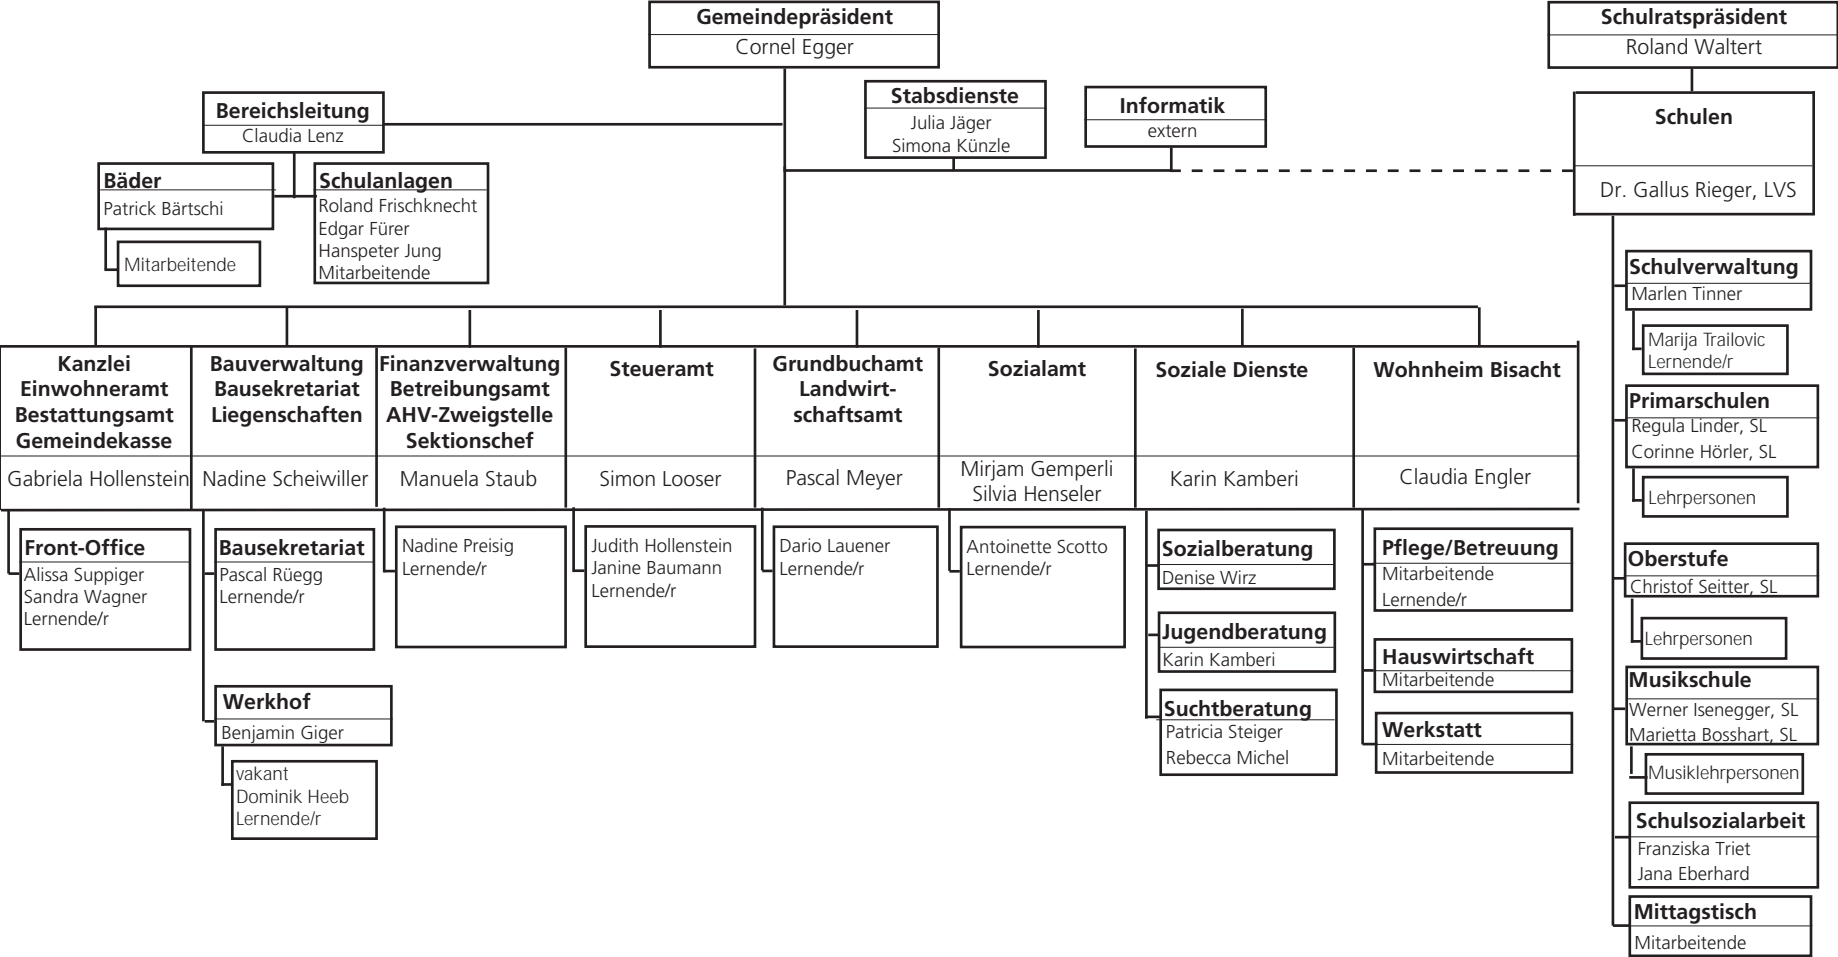 Gemeindepräsident
Cornel Egger
Schulratspräsident
Roland Waltert
Bereichsleitung
Claudia Lenz
Stabsdienste
Julia Jäger
Simona Künzle
Informatik
extern
Schulen
Dr. Gallus Rieger, LVS
Bäder
Patrick Bärtschi
Mitarbeitende
Schulanlagen
Roland Frischknecht
Edgar Fürer
Hanspeter Jung
Mitarbeitende
Kanzlei
Einwohneramt
Bestattungsamt
Gemeindekasse
Gabriela Hollenstein
Bauverwaltung
Bausekretariat
Liegenschaften
Nadine Scheiwiller
Finanzverwaltung
Betreibungsamt
AHV-Zweigstelle
Sektionschef
Manuela Staub
Steueramt
Simon Looser
Grundbuchamt
Landwirt-
schaftsamt
Pascal Meyer
Sozialamt
Mirjam Gemperli
Silvia Henseler
Soziale Dienste
Karin Kamberi
Wohnheim Bisacht
Claudia Engler
Front-Office
Alissa Suppiger
Sandra Wagner
Lernende/r
Bausekretariat
Pascal Rüegg
Lernende/r
Werkhof
Benjamin Giger
vakant
Dominik Heeb
Lernende/r
Nadine Preisig
Lernende/r
Judith Hollenstein
Janine Baumann
Lernende/r
Dario Lauener
Lernende/r
Antoinette Scotto
Lernende/r
Sozialberatung
Denise Wirz
Jugendberatung
Karin Kamberi
Suchtberatung
Patricia Steiger
Rebecca Michel
Pflege/Betreuung
Mitarbeitende
Lernende/r
Hauswirtschaft
Mitarbeitende
Werkstatt
Mitarbeitende
Schulverwaltung
Marlen Tinner
Marija Trailovic
Lernende/r
Primarschulen
Regula Linder, SL
Corinne Hörler, SL
Lehrpersonen
Oberstufe
Christof Seitter, SL
Lehrpersonen
Musikschule
Werner Isenegger, SL
Marietta Bosshart, SL
Musiklehrpersonen
Schulsozialarbeit
Franziska Triet
Jana Eberhard
Mittagstisch
Mitarbeitende